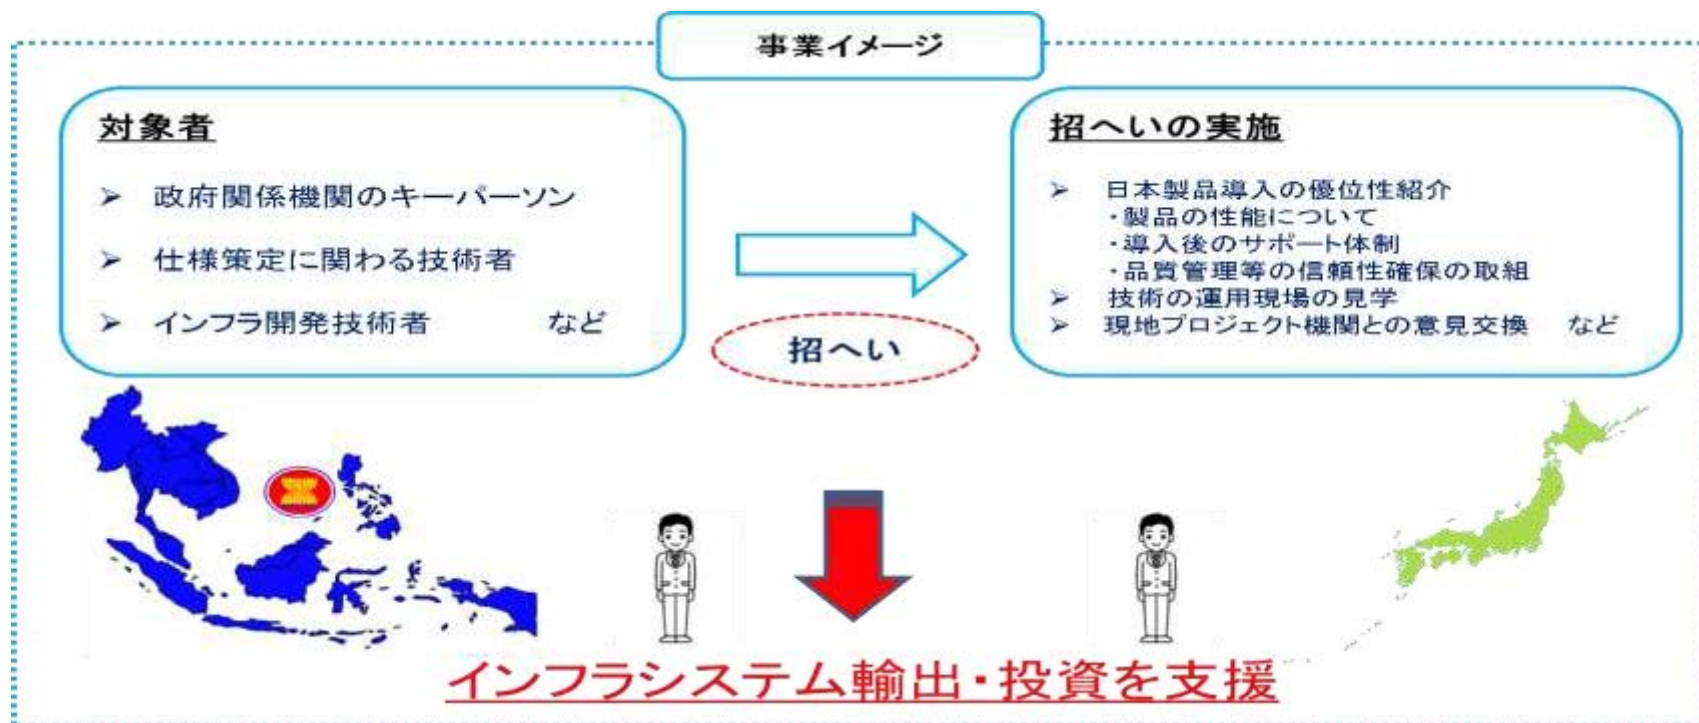 事業イメージ
対象者
➢ 政府関係機関のキーパーソン
➢ 仕様策定に関わる技術者
➢ インフラ開発技術者 など
招へい
招へいの実施
➢ 日本製品導入の優位性紹介
・製品の性能について
・導入後のサポート体制
・品質管理等の信頼性確保の取組
➢ 技術の運用現場の見学
➢ 現地プロジェクト機関との意見交換 など
インフラシステム輸出・投資を支援